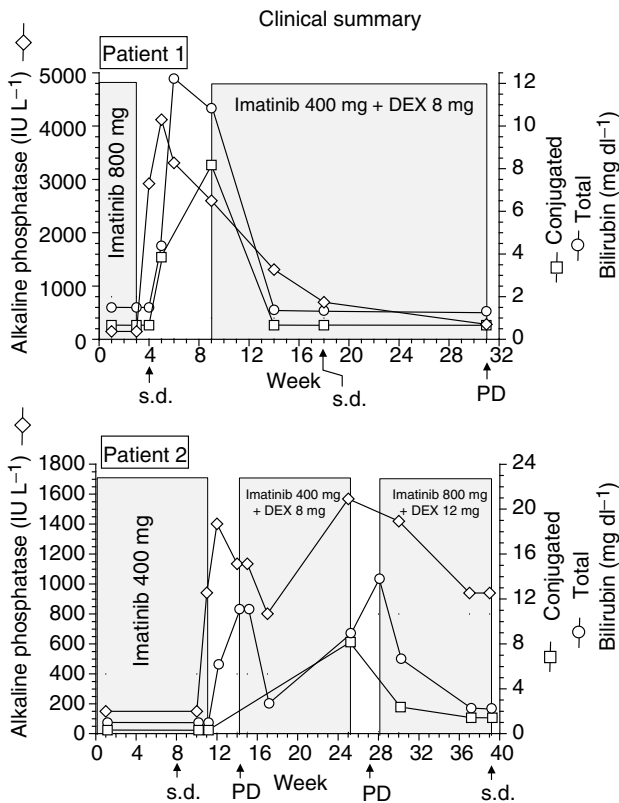 Clinical summary
Patient 1
Alkaline phosphatase (IU L−1)
5000
4000
3000
2000
1000
0
Imatinib 800 mg
Imatinib 400 mg + DEX 8 mg
12
10
8
6
4
2
0
Conjugated
Total
Bilirubin (mg dl−1)
0 4 8 12 16 20 24 28 32
Week
s.d.
s.d.
PD
Patient 2
Alkaline phosphatase (IU L−1)
1800
1600
1400
1200
1000
800
600
400
200
0
Imatinib 400 mg
Imatinib 400 mg
+ DEX 8 mg
Imatinib 800 mg
+ DEX 12 mg
24
20
16
12
8
4
0
Conjugated
Total
Bilirubin (mg dl−1)
0 4 8 12 16 20 24 28 32 36 40
Week
s.d.
PD
PD
s.d.